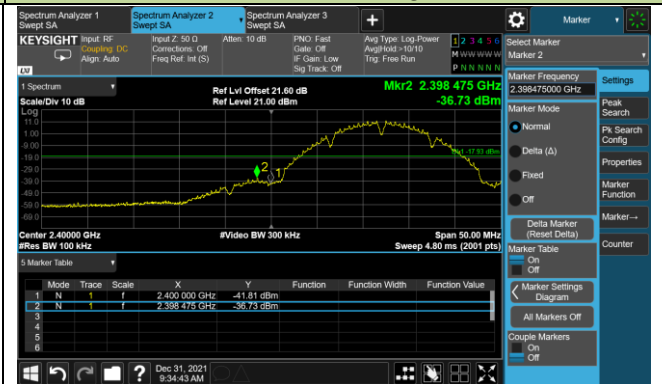 Spectrum Analyzer 1
Swept SA
Spectrum Analyzer 2
Swept SA
Spectrum Analyzer 3
Swept SA
Marker
KEYSIGHT
Input: RF
Coupling: DC
Align: Auto
Input Z: 50 Ω
Corrections: Off
Freq Ref: Int (S)
Atten: 10 dB
PNO: Fast
Gate: Off
IF Gain: Low
Sig Track: Off
Avg Type: Log-Power
Avg|Hold:>10/10
Trig: Free Run
1 2 3 4 5 6
M W W W W W
P N N N N N
LXI
1 Spectrum
Scale/Div 10 dB
Log
Ref Lvl Offset 21.60 dB
Ref Level 21.00 dBm
Mkr2 2.398 475 GHz
-36.73 dBm
11.0
1.00
-9.00
-19.0
-29.0
-39.0
-49.0
-59.0
-69.0
2
1
Center 2.40000 GHz
#Res BW 100 kHz
#Video BW 300 kHz
Span 50.00 MHz
Sweep 4.80 ms (2001 pts)
5 Marker Table
Mode Trace Scale X Y Function Function Width Function Value
1 N 1 f 2.400 000 GHz -41.81 dBm
2 N 1 f 2.398 475 GHz -36.73 dBm
3
4
5
6
?
Dec 31, 2021
9:34:43 AM
Select Marker
Marker 2
Marker Frequency
2.398475000 GHz
Marker Mode
Normal
Delta (Δ)
Fixed
Off
Delta Marker
(Reset Delta)
Marker Table
On
Off
Marker Settings
Diagram
All Markers Off
Couple Markers
On
Off
Settings
Peak
Search
Pk Search
Config
Properties
Marker
Function
Marker→
Counter